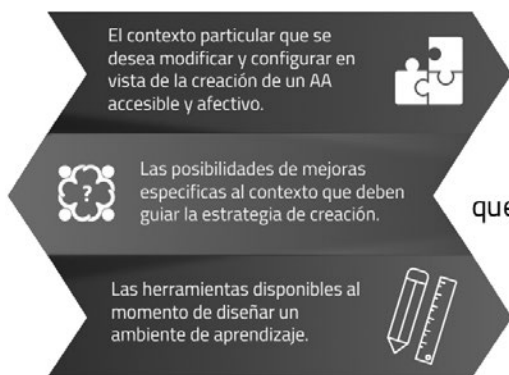 El contexto particular que se
desea modificar y configurar en
vista de la creación de un AA
accesible y afectivo.
?
Las posibilidades de mejoras
especificas al contexto que deben
guiar la estrategia de creación.
que
Las herramientas disponibles al
momento de diseñar un
ambiente de aprendizaje.